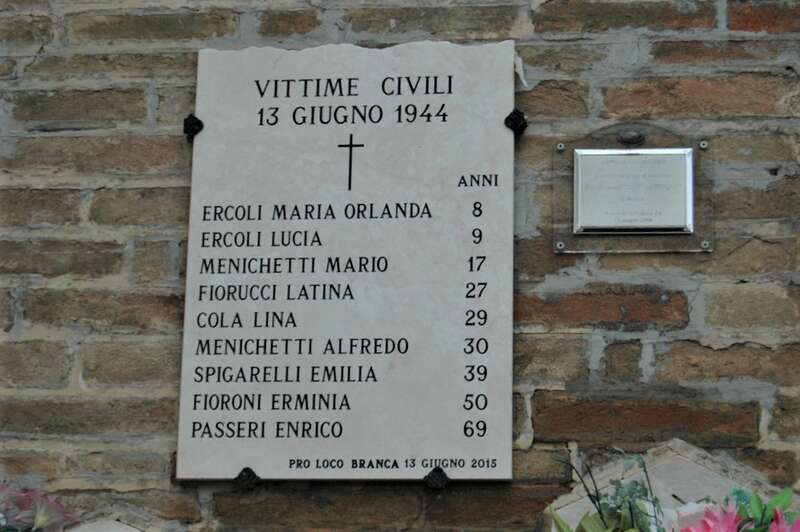 VITTIME CIVILI
13 GIUGNO 1944
ANNI
ERCOLI MARIA ORLANDA 8
ERCOLI LUCIA 9
MENICHETTI MARIO 17
FIORUCCI LATINA 27
COLA LINA 29
MENICHETTI ALFREDO 30
SPIGARELLI EMILIA 39
FIORONI ERMINIA 50
PASSERI ENRICO 69
PRO LOCO BRANCA 13 GIUGNO 2015